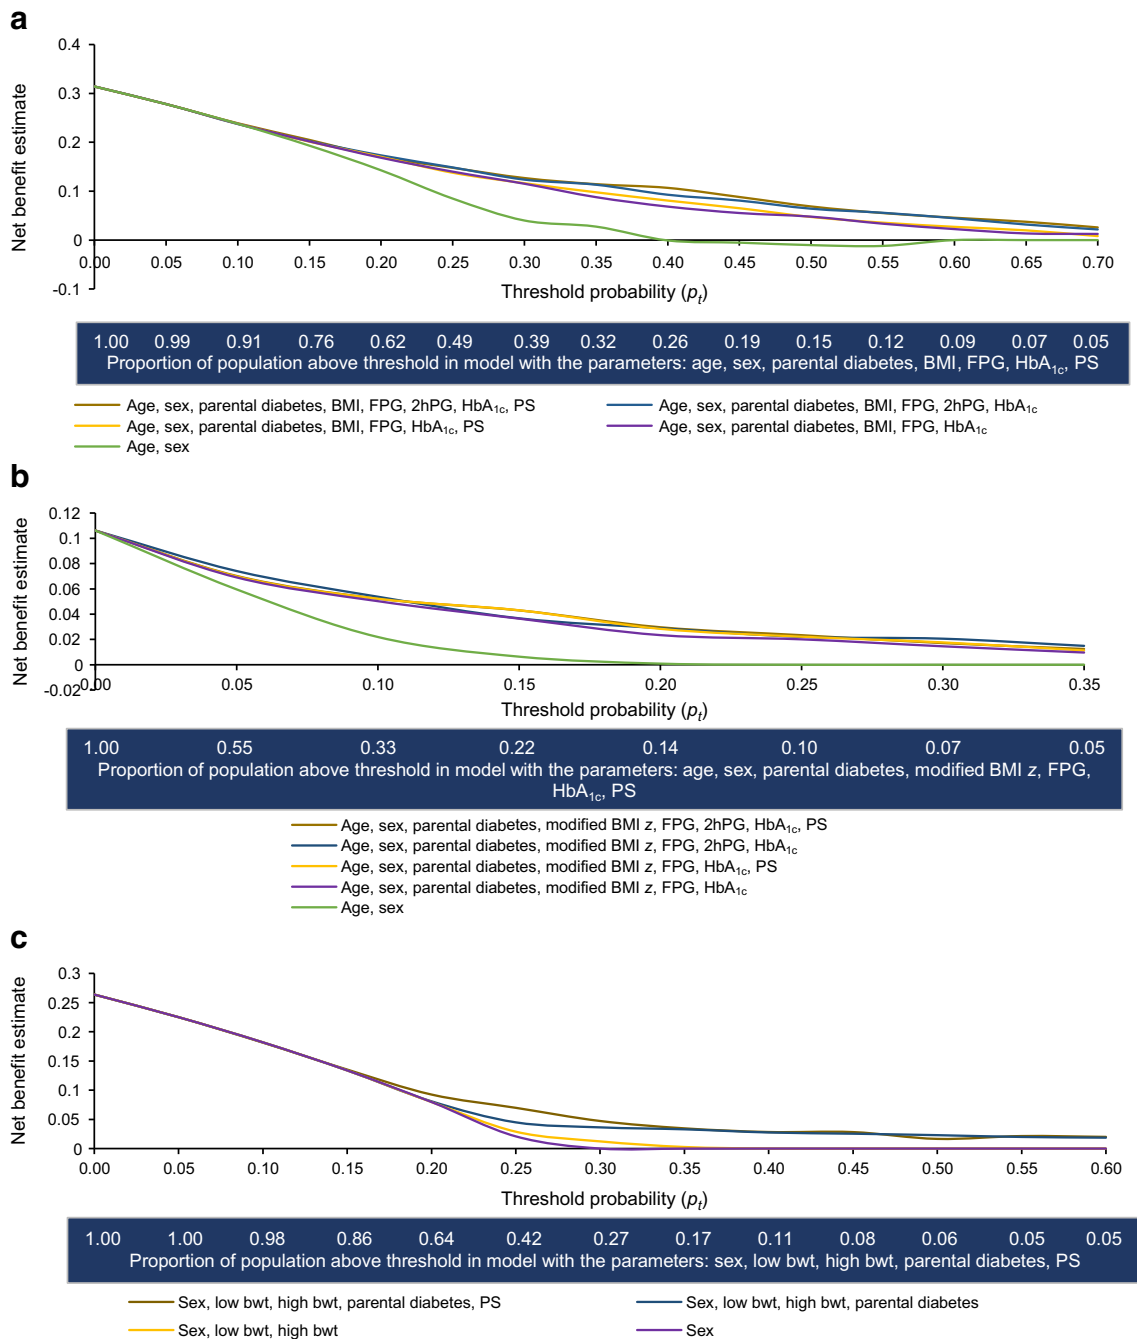 a
Net benefit estimate
0.4
0.3
0.2
0.1
0
-0.1
0.00 0.05 0.10 0.15 0.20 0.25 0.30 0.35 0.40 0.45 0.50 0.55 0.60 0.65 0.70
Threshold probability (pt)
1.00 0.99 0.91 0.76 0.62 0.49 0.39 0.32 0.26 0.19 0.15 0.12 0.09 0.07 0.05
Proportion of population above threshold in model with the parameters: age, sex, parental diabetes, BMI, FPG, HbA1c, PS
Age, sex, parental diabetes, BMI, FPG, 2hPG, HbA1c, PS
Age, sex, parental diabetes, BMI, FPG, 2hPG, HbA1c
Age, sex, parental diabetes, BMI, FPG, HbA1c, PS
Age, sex, parental diabetes, BMI, FPG, HbA1c
Age, sex
b
Net benefit estimate
0.12
0.1
0.08
0.06
0.04
0.02
0
-0.02
0.00 0.05 0.10 0.15 0.20 0.25 0.30 0.35
Threshold probability (pt)
1.00 0.55 0.33 0.22 0.14 0.10 0.07 0.05
Proportion of population above threshold in model with the parameters: age, sex, parental diabetes, modified BMI z, FPG,
HbA1c, PS
Age, sex, parental diabetes, modified BMI z, FPG, 2hPG, HbA1c, PS
Age, sex, parental diabetes, modified BMI z, FPG, 2hPG, HbA1c
Age, sex, parental diabetes, modified BMI z, FPG, HbA1c, PS
Age, sex, parental diabetes, modified BMI z, FPG, HbA1c
Age, sex
c
Net benefit estimate
0.3
0.25
0.2
0.15
0.1
0.05
0
0.00 0.05 0.10 0.15 0.20 0.25 0.30 0.35 0.40 0.45 0.50 0.55 0.60
Threshold probability (pt)
1.00 1.00 0.98 0.86 0.64 0.42 0.27 0.17 0.11 0.08 0.06 0.05 0.05
Proportion of population above threshold in model with the parameters: sex, low bwt, high bwt, parental diabetes, PS
Sex, low bwt, high bwt, parental diabetes, PS
Sex, low bwt, high bwt, parental diabetes
Sex, low bwt, high bwt
Sex